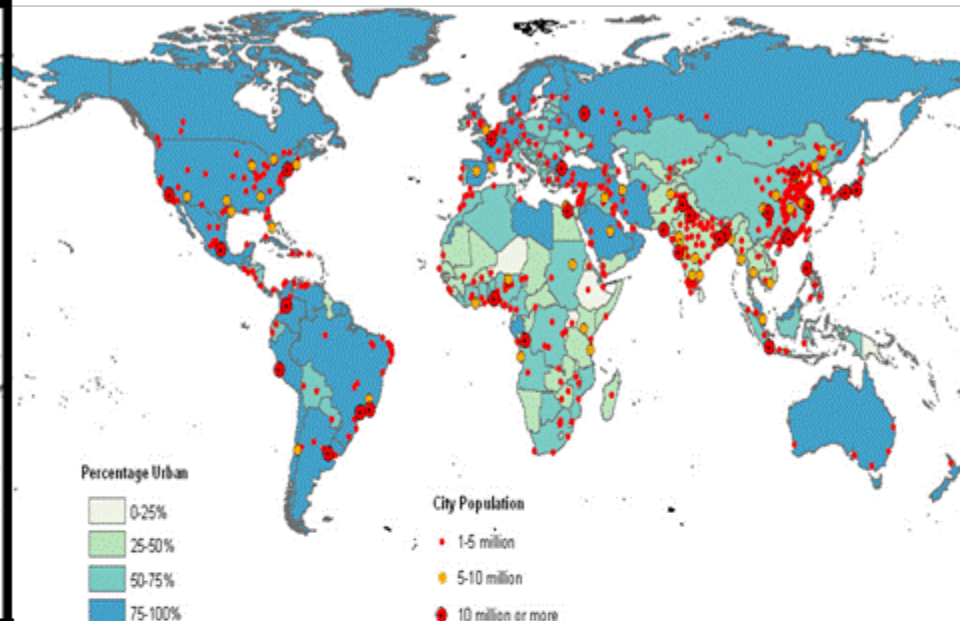 Percentage Urban
0-25%
25-50%
50-75%
75-100%
City Population
1-5 million
5-10 million
10 million or more